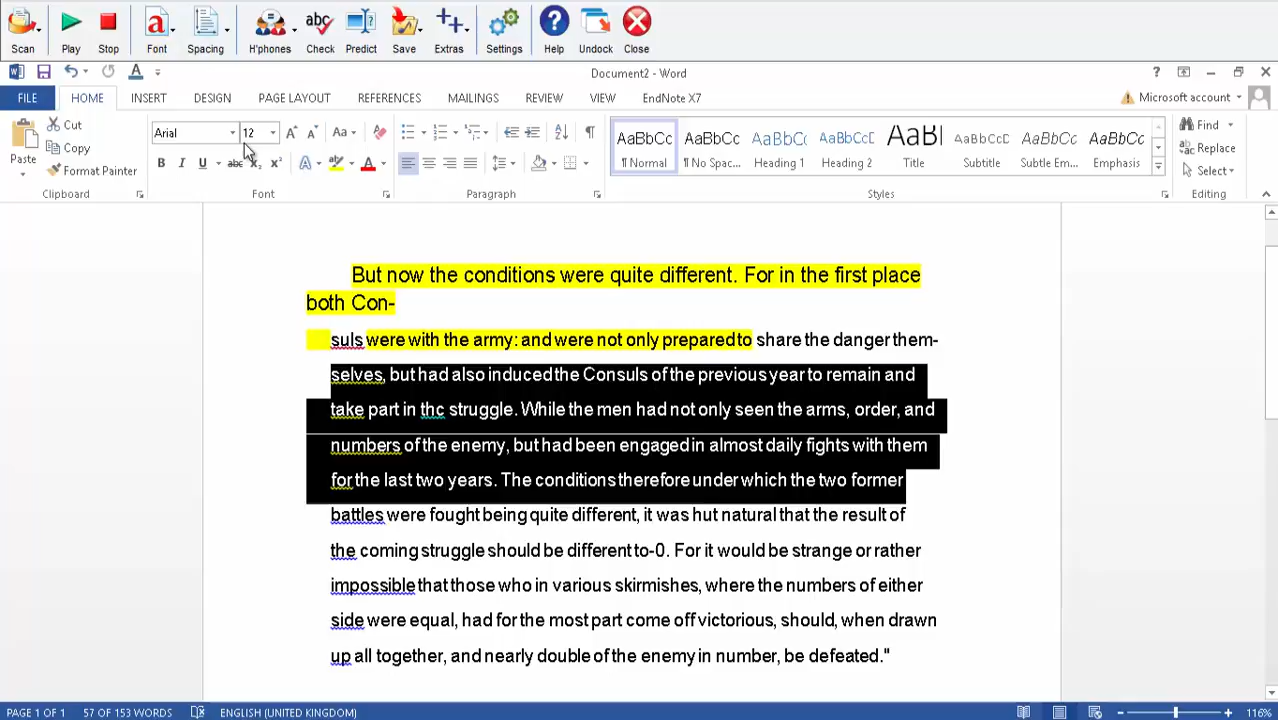 Scan Play Stop Font Spacing H'phones Check Predict Save Extras Settings Help Undock Close
Document2 - Word
FILE HOME INSERT DESIGN PAGE LAYOUT REFERENCES MAILINGS REVIEW VIEW EndNote X7 Microsoft account
Paste Cut Copy Format Painter
Clipboard
Arial 12
Font
Paragraph
AaBbCc AaBbCc AaBbC AaBbCc AaBl AaBbCcD AaBbCc AaBbCc
¶ Normal ¶ No Spac... Heading 1 Heading 2 Title Subtitle Subtle Em... Emphasis
Styles
Find Replace Select
Editing
But now the conditions were quite different. For in the first place
both Con-
suls were with the army: and were not only prepared to share the danger them-
selves, but had also induced the Consuls of the previous year to remain and
take part in thc struggle. While the men had not only seen the arms, order, and
numbers of the enemy, but had been engaged in almost daily fights with them
for the last two years. The conditions therefore under which the two former
battles were fought being quite different, it was hut natural that the result of
the coming struggle should be different to-0. For it would be strange or rather
impossible that those who in various skirmishes, where the numbers of either
side were equal, had for the most part come off victorious, should, when drawn
up all together, and nearly double of the enemy in number, be defeated."
PAGE 1 OF 1 57 OF 153 WORDS ENGLISH (UNITED KINGDOM) 116%